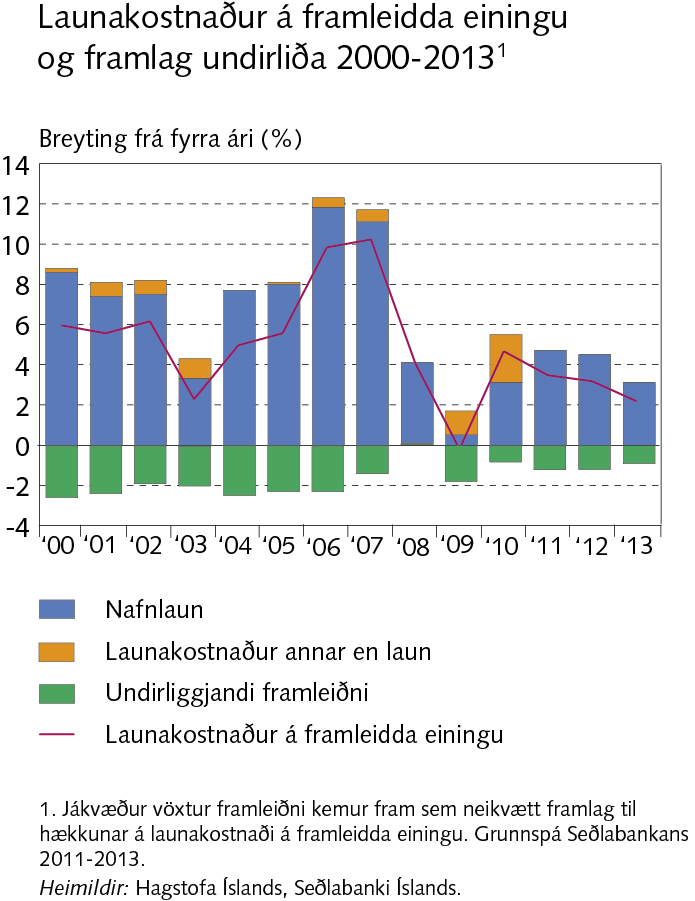 Launakostnaður á framleidda einingu
og framlag undirliða 2000-2013¹
Breyting frá fyrra ári (%)
14
12
10
8
6
4
2
0
-2
-4
‘00 ‘01 ‘02 ‘03 ‘04 ‘05 ‘06 ‘07 ‘08 ‘09 ‘10 ‘11 ‘12 ‘13
Nafnlaun
Launakostnaður annar en laun
Undirliggjandi framleiðni
Launakostnaður á framleidda einingu
1. Jákvæður vöxtur framleiðni kemur fram sem neikvætt framlag til
hækkunar á launakostnaði á framleidda einingu. Grunnspá Seðlabankans
2011-2013.
Heimildir: Hagstofa Íslands, Seðlabanki Íslands.